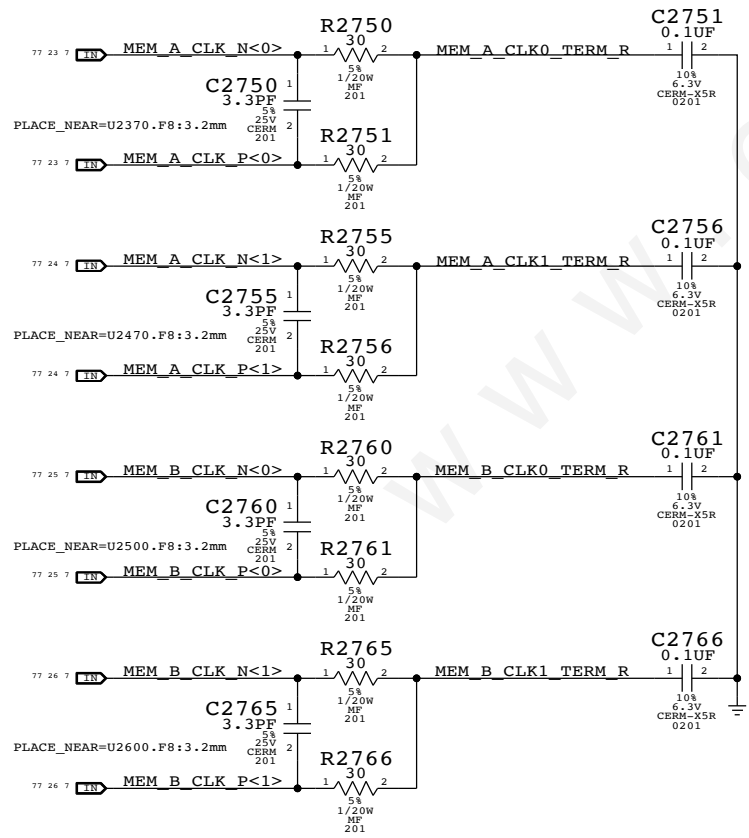 R2750
30
77 23 7 IN MEM_A_CLK_N<0> 1 2 MEM_A_CLK0_TERM_R
5%
1/20W
MF
201
C2751
0.1UF
1 2
10%
6.3V
CERM-X5R
0201
C2750 1
3.3PF
5%
25V
CERM 2
201
PLACE_NEAR=U2370.F8:3.2mm
R2751
30
77 23 7 IN MEM_A_CLK_P<0> 1 2
5%
1/20W
MF
201
R2755
30
77 24 7 IN MEM_A_CLK_N<1> 1 2 MEM_A_CLK1_TERM_R
5%
1/20W
MF
201
C2756
0.1UF
1 2
10%
6.3V
CERM-X5R
0201
C2755 1
3.3PF
5%
25V
CERM 2
201
PLACE_NEAR=U2470.F8:3.2mm
R2756
30
77 24 7 IN MEM_A_CLK_P<1> 1 2
5%
1/20W
MF
201
R2760
30
77 25 7 IN MEM_B_CLK_N<0> 1 2 MEM_B_CLK0_TERM_R
5%
1/20W
MF
201
C2761
0.1UF
1 2
10%
6.3V
CERM-X5R
0201
C2760 1
3.3PF
5%
25V
CERM 2
201
PLACE_NEAR=U2500.F8:3.2mm
R2761
30
77 25 7 IN MEM_B_CLK_P<0> 1 2
5%
1/20W
MF
201
R2765
30
77 26 7 IN MEM_B_CLK_N<1> 1 2 MEM_B_CLK1_TERM_R
5%
1/20W
MF
201
C2766
0.1UF
1 2
10%
6.3V
CERM-X5R
0201
C2765 1
3.3PF
5%
25V
CERM 2
201
PLACE_NEAR=U2600.F8:3.2mm
R2766
30
77 26 7 IN MEM_B_CLK_P<1> 1 2
5%
1/20W
MF
201
www.